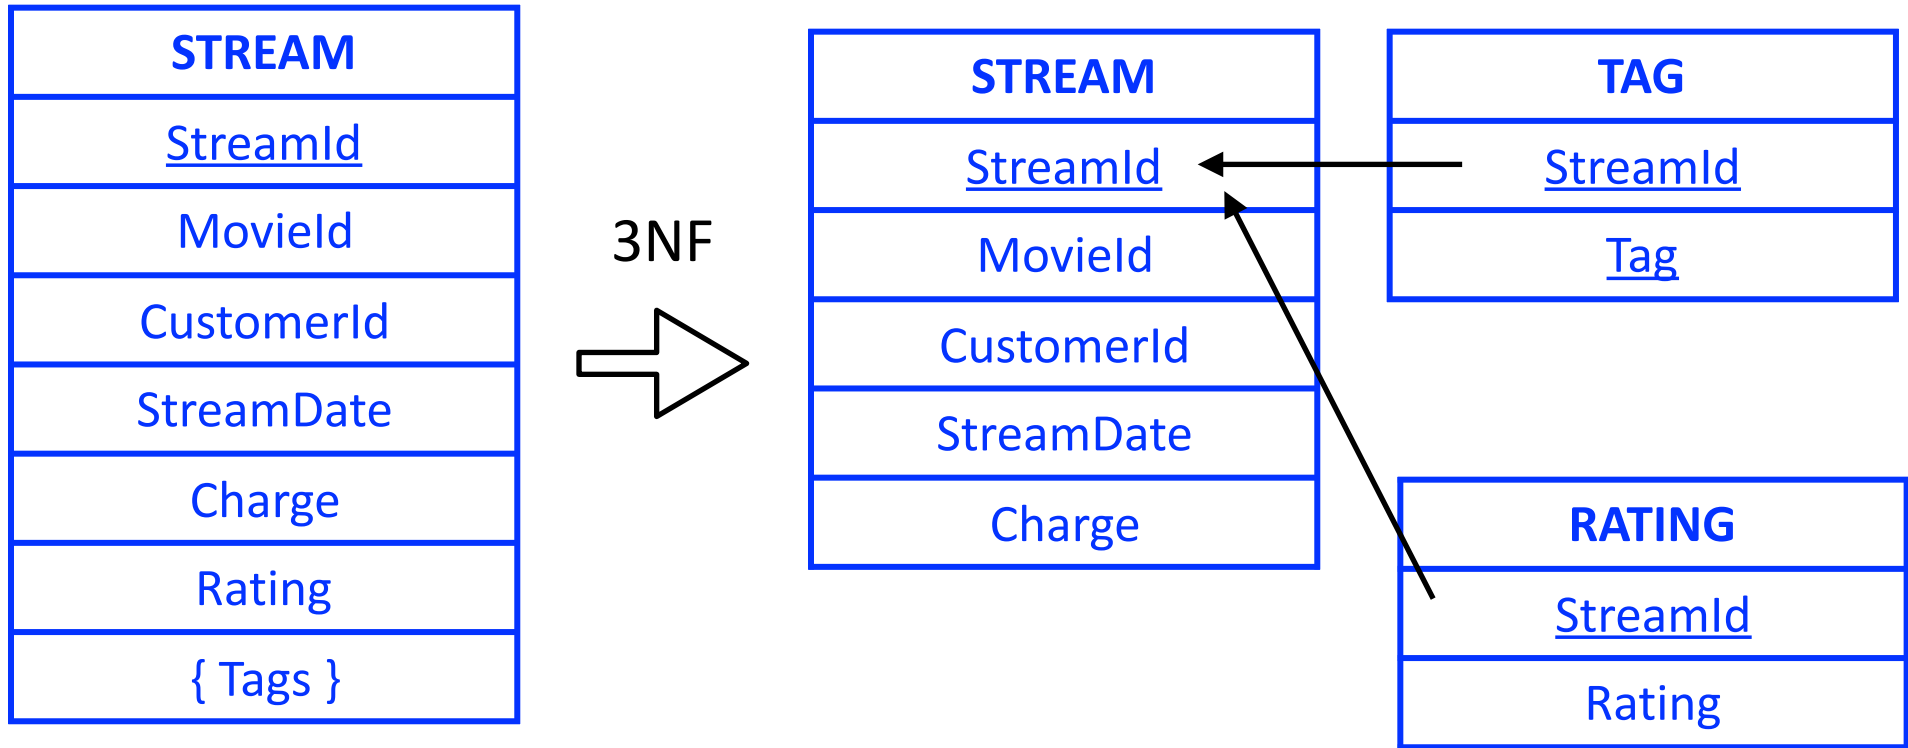 STREAM
StreamId
MovieId
CustomerId
StreamDate
Charge
Rating
{ Tags }
3NF
STREAM
StreamId
MovieId
CustomerId
StreamDate
Charge
TAG
StreamId
Tag
RATING
StreamId
Rating